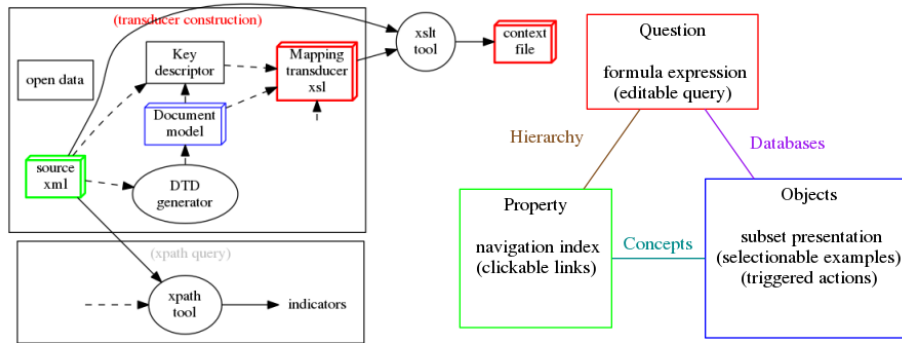 (transducer construction)
open data
Key
descriptor
Mapping
transducer
xsl
xslt
tool
context
file
Document
model
source
xml
DTD
generator
(xpath query)
xpath
tool
indicators
Question
formula expression
(editable query)
Hierarchy
Databases
Property
navigation index
(clickable links)
Concepts
Objects
subset presentation
(selectionable examples)
(triggered actions)